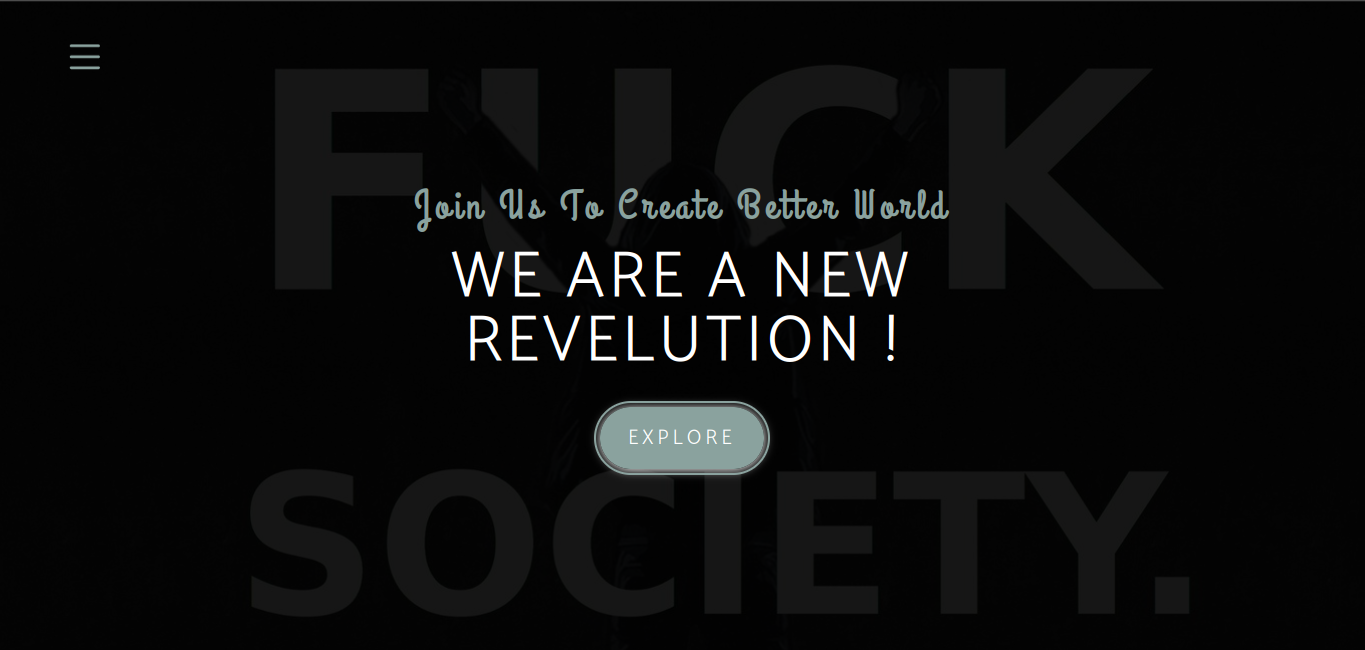 FUCK
Join Us To Create Better World
WE ARE A NEW
REVELUTION !
EXPLORE
SOCIETY.